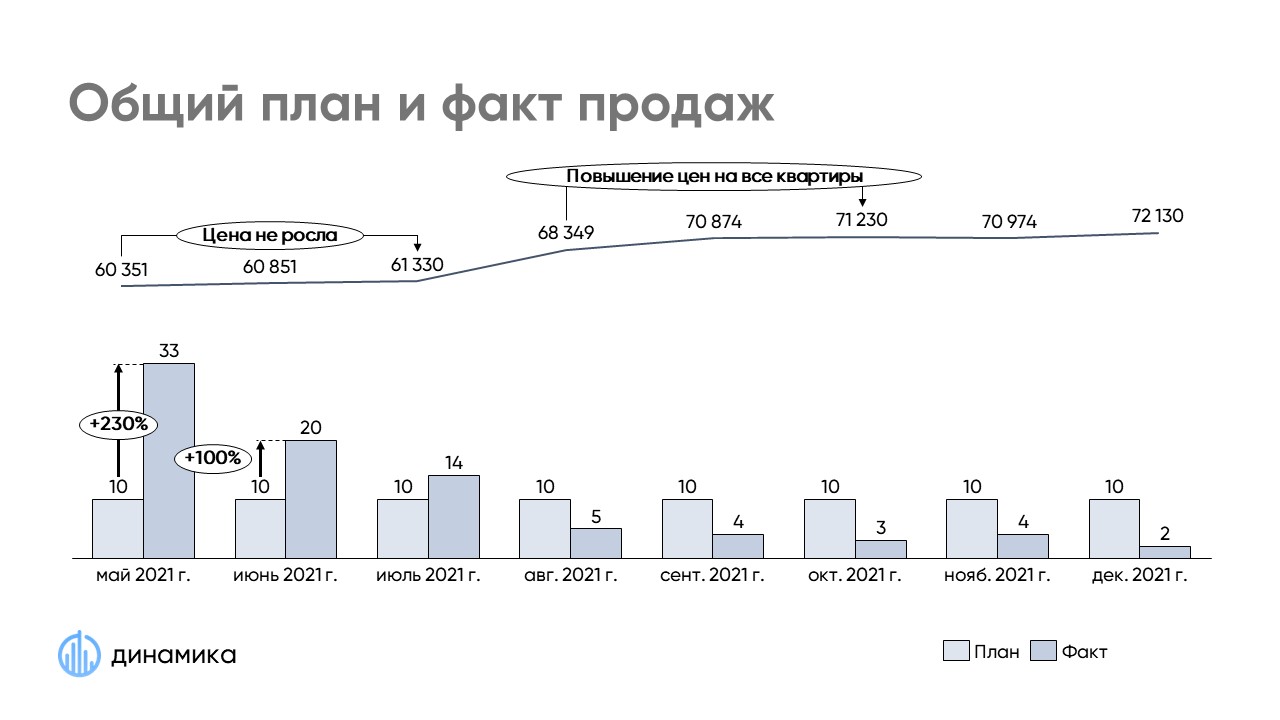 Общий план и факт продаж
Повышение цен на все квартиры
Цена не росла
60 351 60 851 61 330 68 349 70 874 71 230 70 974 72 130
33
+230%
20
+100%
14
10 10 10 10 10 10 10 10
5 4 3 4 2
май 2021 г. июнь 2021 г. июль 2021 г. авг. 2021 г. сент. 2021 г. окт. 2021 г. нояб. 2021 г. дек. 2021 г.
динамика
План Факт